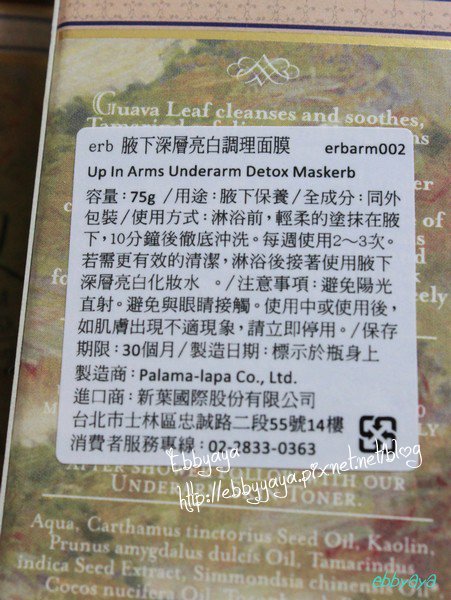 Guava Leaf cleanses and soothes,
erb 腋下深層亮白調理面膜 erbarm002
Up In Arms Underarm Detox Maskerb
容量：75g /用途：腋下保養/全成分：同外
包裝/使用方式：淋浴前，輕柔的塗抹在腋
下，10分鐘後徹底沖洗。每週使用2～3次。
若需更有效的清潔，淋浴後接著使用腋下
深層亮白化妝水 。/注意事項：避免陽光
直射。避免與眼睛接觸。使用中或使用後，
如肌膚出現不適現象，請立即停用。/保存
期限：30個月/製造日期：標示於瓶身上
製造商：Palama-lapa Co., Ltd.
進口商：新葉國際股份有限公司
台北市士林區忠誠路二段55號14樓
消費者服務專線：02-2833-0363
Ebbyaya
http://ebbyyaya.pixnet.net/blog
Aqua, Carthamus tinctorius Seed Oil, Kaolin,
Prunus amygdalus dulcis Oil, Tamarindus
indica Seed Extract, Simmondsia chinen
Cocos nucifera Oil,
ebbyaya